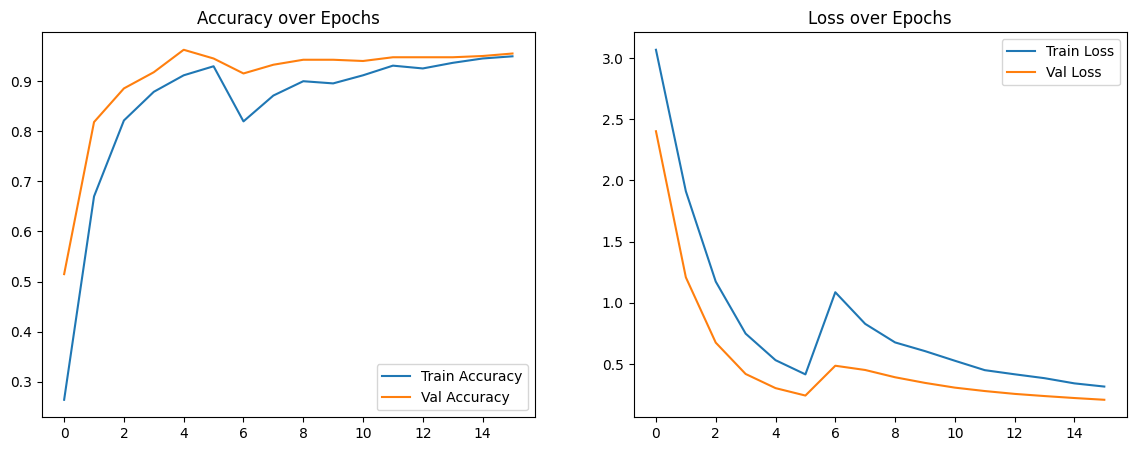 Accuracy over Epochs
0.9
0.8
0.7
0.6
0.5
0.4
0.3
0 2 4 6 8 10 12 14
Train Accuracy
Val Accuracy
Loss over Epochs
3.0
2.5
2.0
1.5
1.0
0.5
0 2 4 6 8 10 12 14
Train Loss
Val Loss